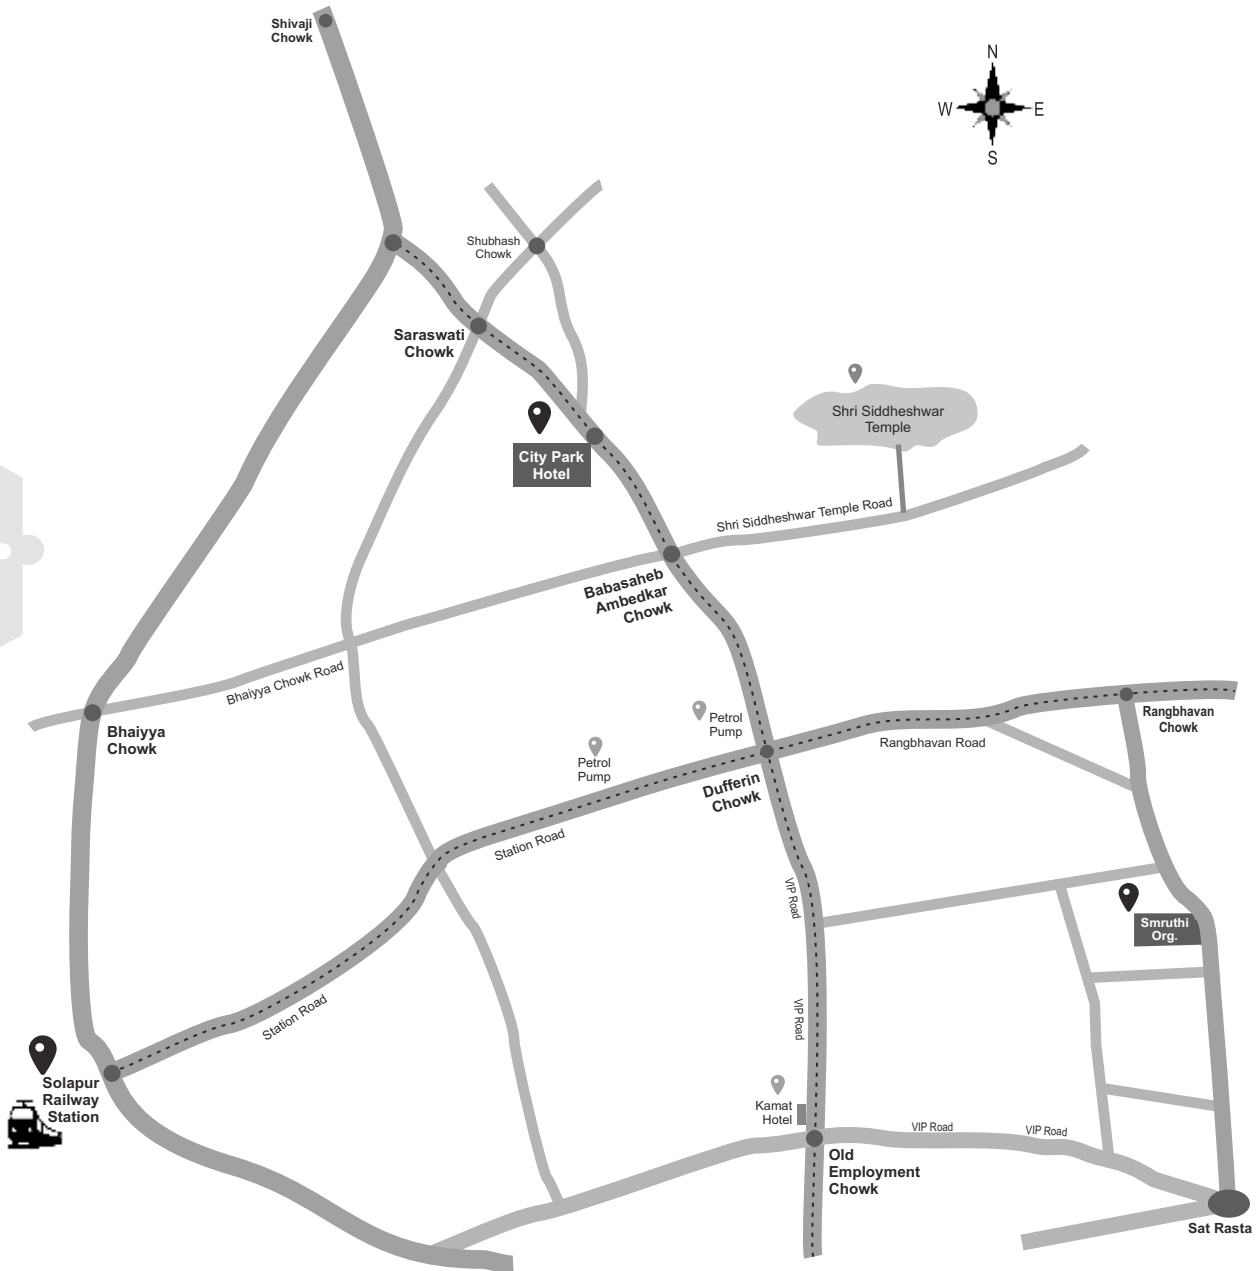 Shivaji
Chowk
N
W
E
S
Shubhash
Chowk
Saraswati
Chowk
City Park
Hotel
Shri Siddheshwar
Temple
Shri Siddheshwar Temple Road
Babasaheb
Ambedkar
Chowk
Bhaiyya Chowk Road
Bhaiyya
Chowk
Petrol
Pump
Petrol
Pump
Rangbhavan
Chowk
Rangbhavan Road
Dufferin
Chowk
Station Road
VIP Road
Smruthi
Org.
Station Road
VIP Road
Solapur
Railway
Station
Kamat
Hotel
VIP Road
VIP Road
Old
Employment
Chowk
Sat Rasta